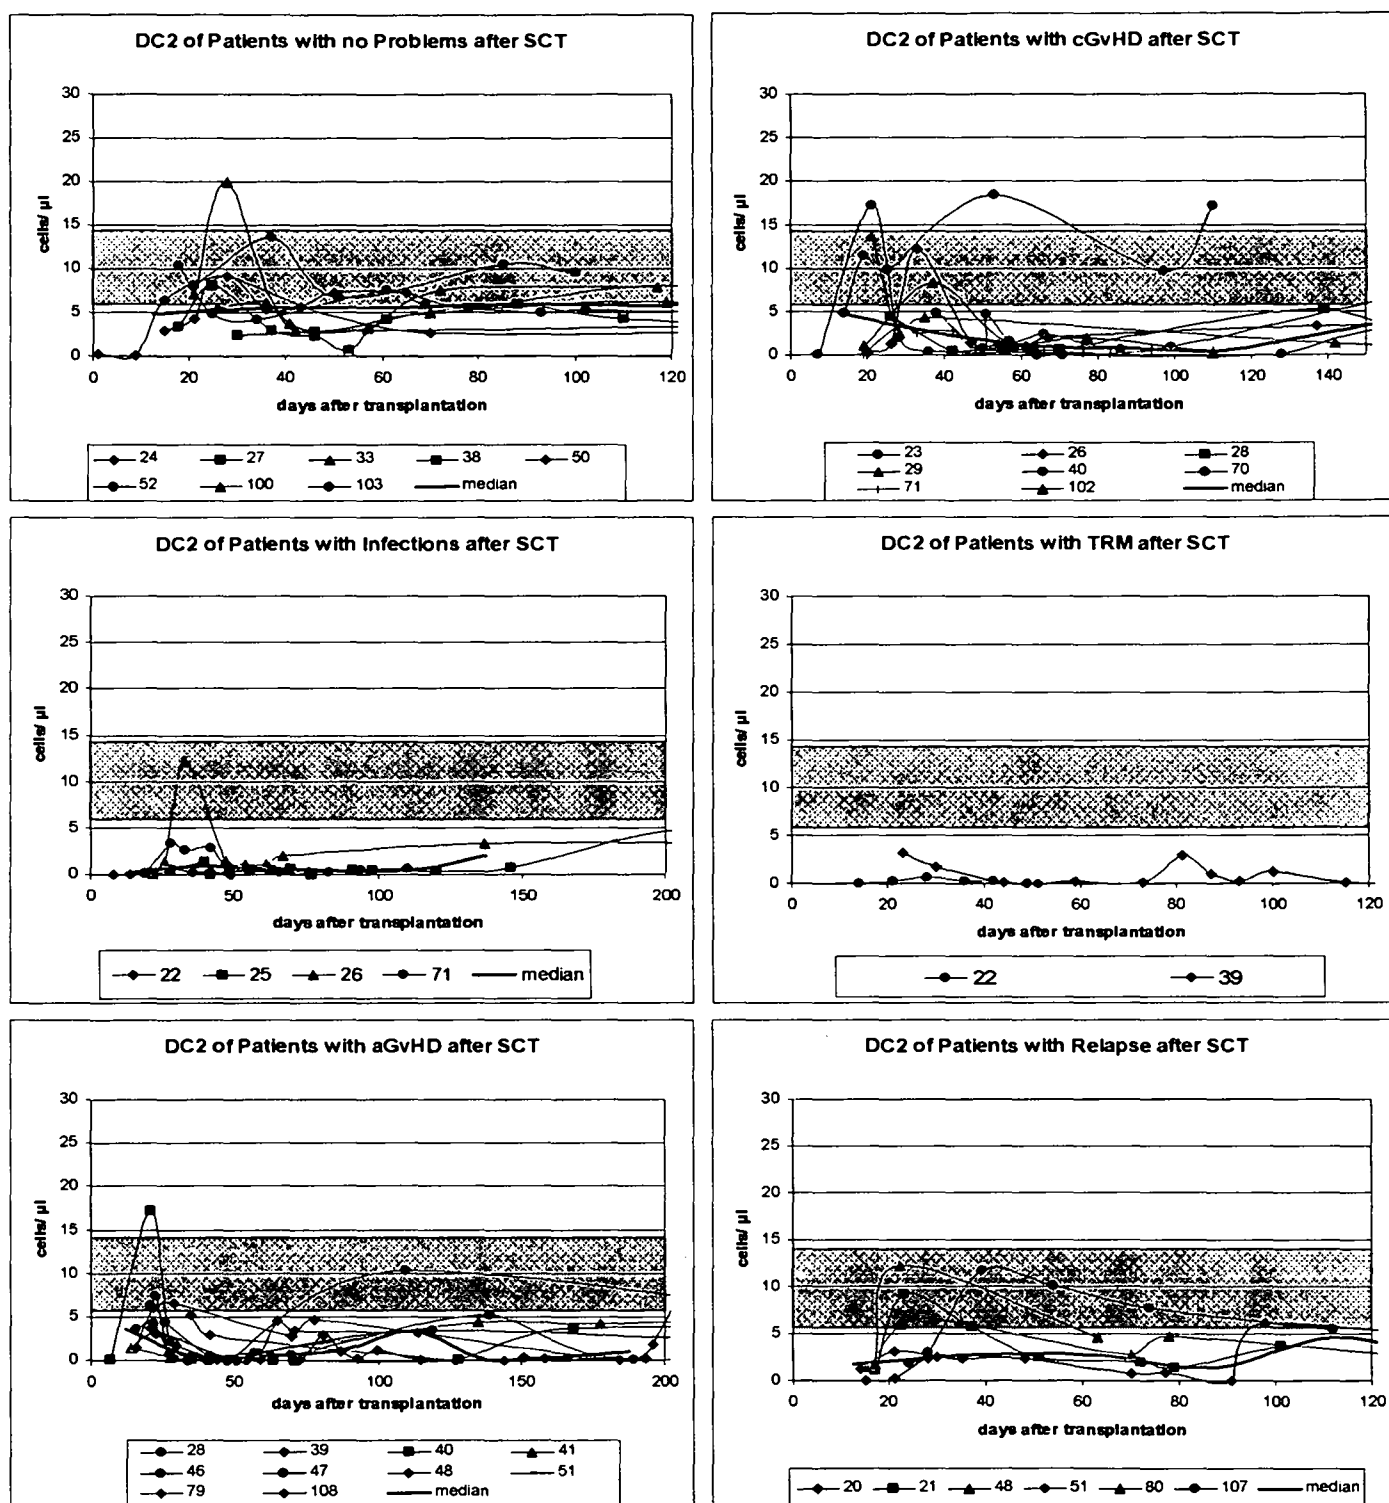 DC2 of Patients with no Problems after SCT
30
25
20
15
10
5
0
cells/ µl
0 20 40 60 80 100 120
days after transplantation
24 27 33 38 50
52 100 103 median
DC2 of Patients with cGvHD after SCT
30
25
20
15
10
5
0
cells/ µl
0 20 40 60 80 100 120 140
days after transplantation
23 26 28
29 40 70
71 102 median
DC2 of Patients with Infections after SCT
30
25
20
15
10
5
0
cells/ µl
0 50 100 150 200
days after transplantation
22 25 26 71 median
DC2 of Patients with TRM after SCT
30
25
20
15
10
5
0
cells/ µl
0 20 40 60 80 100 120
days after transplantation
22 39
DC2 of Patients with aGvHD after SCT
30
25
20
15
10
5
0
cells/ µl
0 50 100 150 200
days after transplantation
28 39 40 41
46 47 48 51
79 108 median
DC2 of Patients with Relapse after SCT
30
25
20
15
10
5
0
cells/ µl
0 20 40 60 80 100 120
days after transplantation
20 21 48 51 80 107